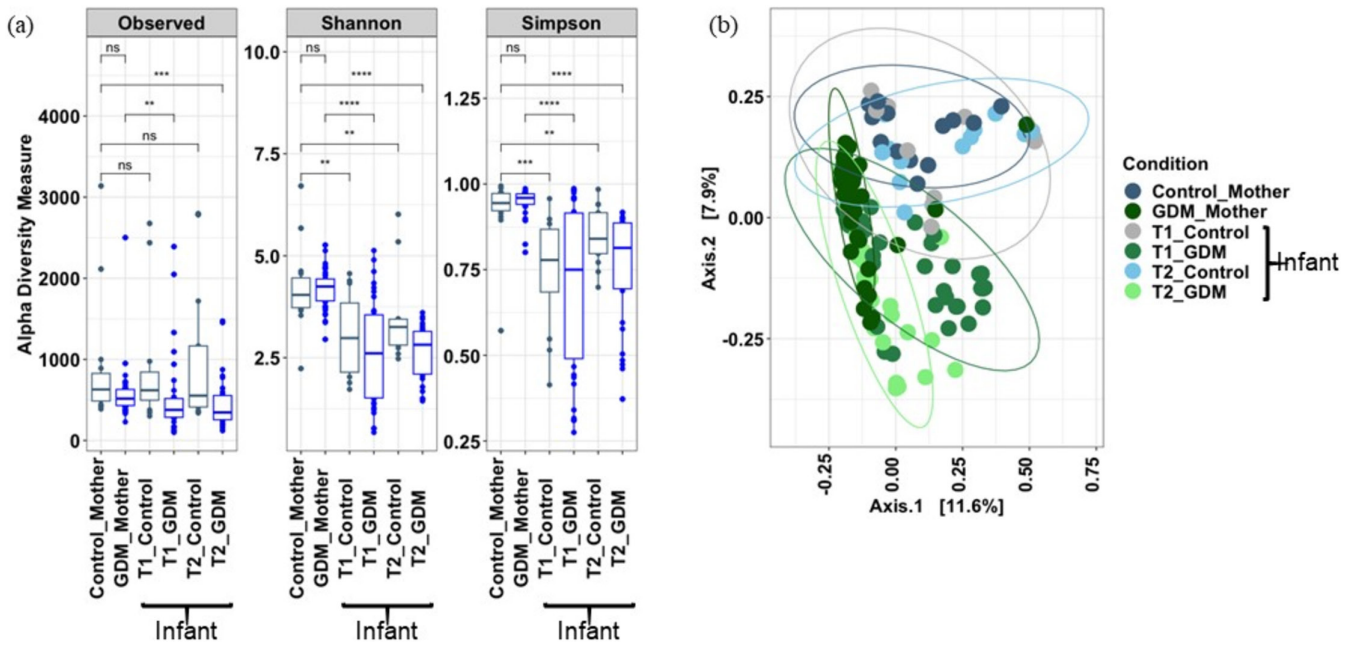 (a)
Observed
Shannon
Simpson
Alpha Diversity Measure
4000
3000
2000
1000
0
ns
***
**
ns
ns
10.0
7.5
5.0
2.5
ns
****
****
**
**
1.25
1.00
0.75
0.50
0.25
ns
****
****
**
***
Control_Mother
GDM_Mother
T1_Control
T1_GDM
T2_Control
T2_GDM
Infant
Control_Mother
GDM_Mother
T1_Control
T1_GDM
T2_Control
T2_GDM
Infant
Control_Mother
GDM_Mother
T1_Control
T1_GDM
T2_Control
T2_GDM
Infant
(b)
Axis.2 [7.9%]
0.25
0.00
-0.25
-0.25
0.00
0.25
0.50
0.75
Axis.1 [11.6%]
Condition
Control_Mother
GDM_Mother
T1_Control
T1_GDM
T2_Control
T2_GDM
Infant